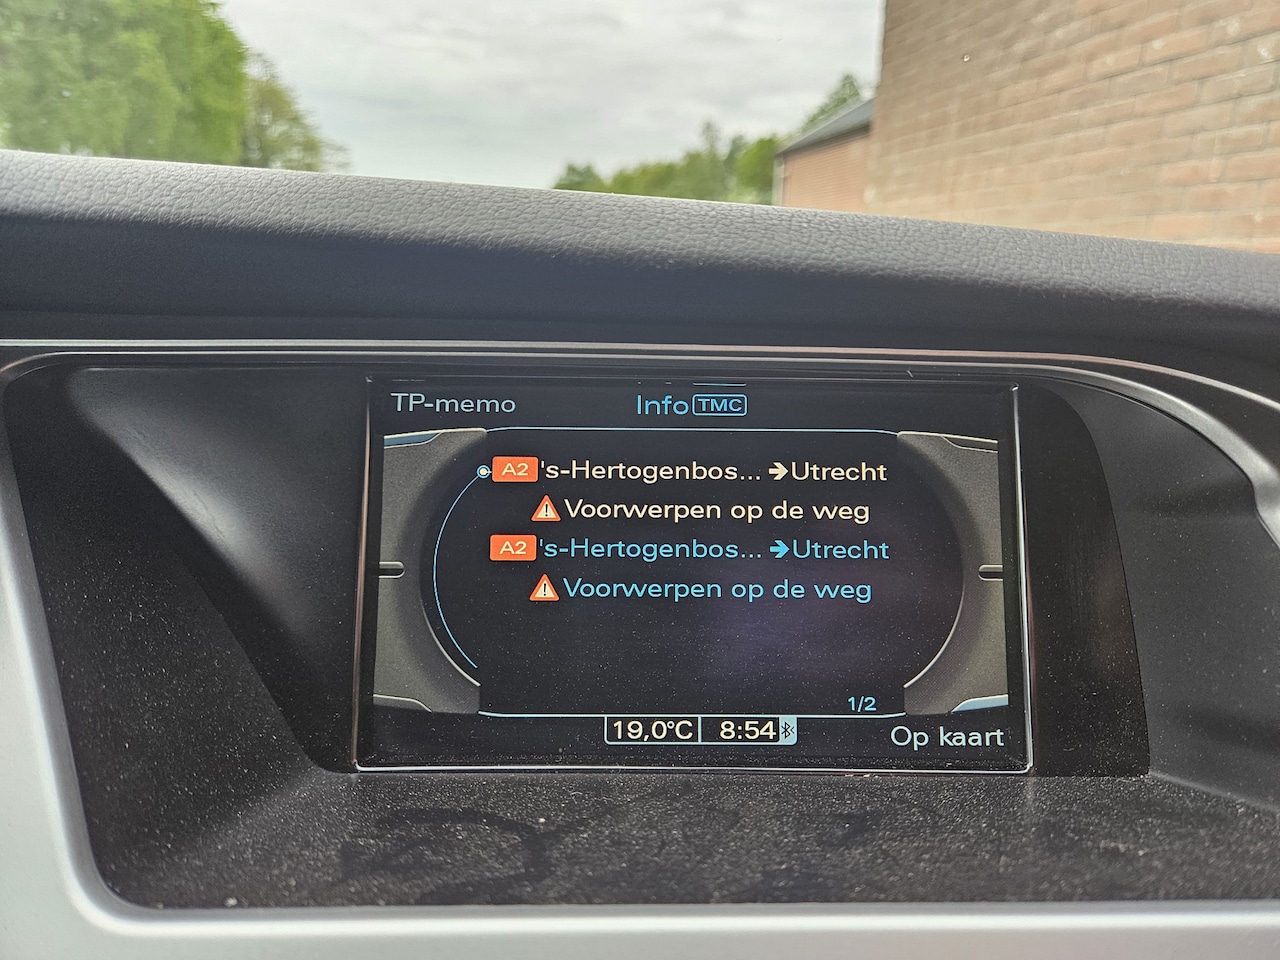 TP-memo
Info TMC
A2 's-Hertogenbos... ➔Utrecht
Voorwerpen op de weg
A2 's-Hertogenbos... ➔Utrecht
Voorwerpen op de weg
1/2
19,0°C 8:54
Op kaart